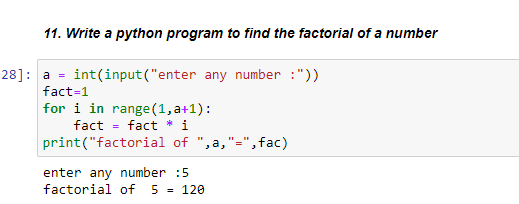 11. Write a python program to find the factorial of a number
28]: a = int(input("enter any number :"))
fact=1
for i in range(1,a+1):
    fact = fact * i
print("factorial of ",a,"=",fac)
enter any number :5
factorial of  5 = 120